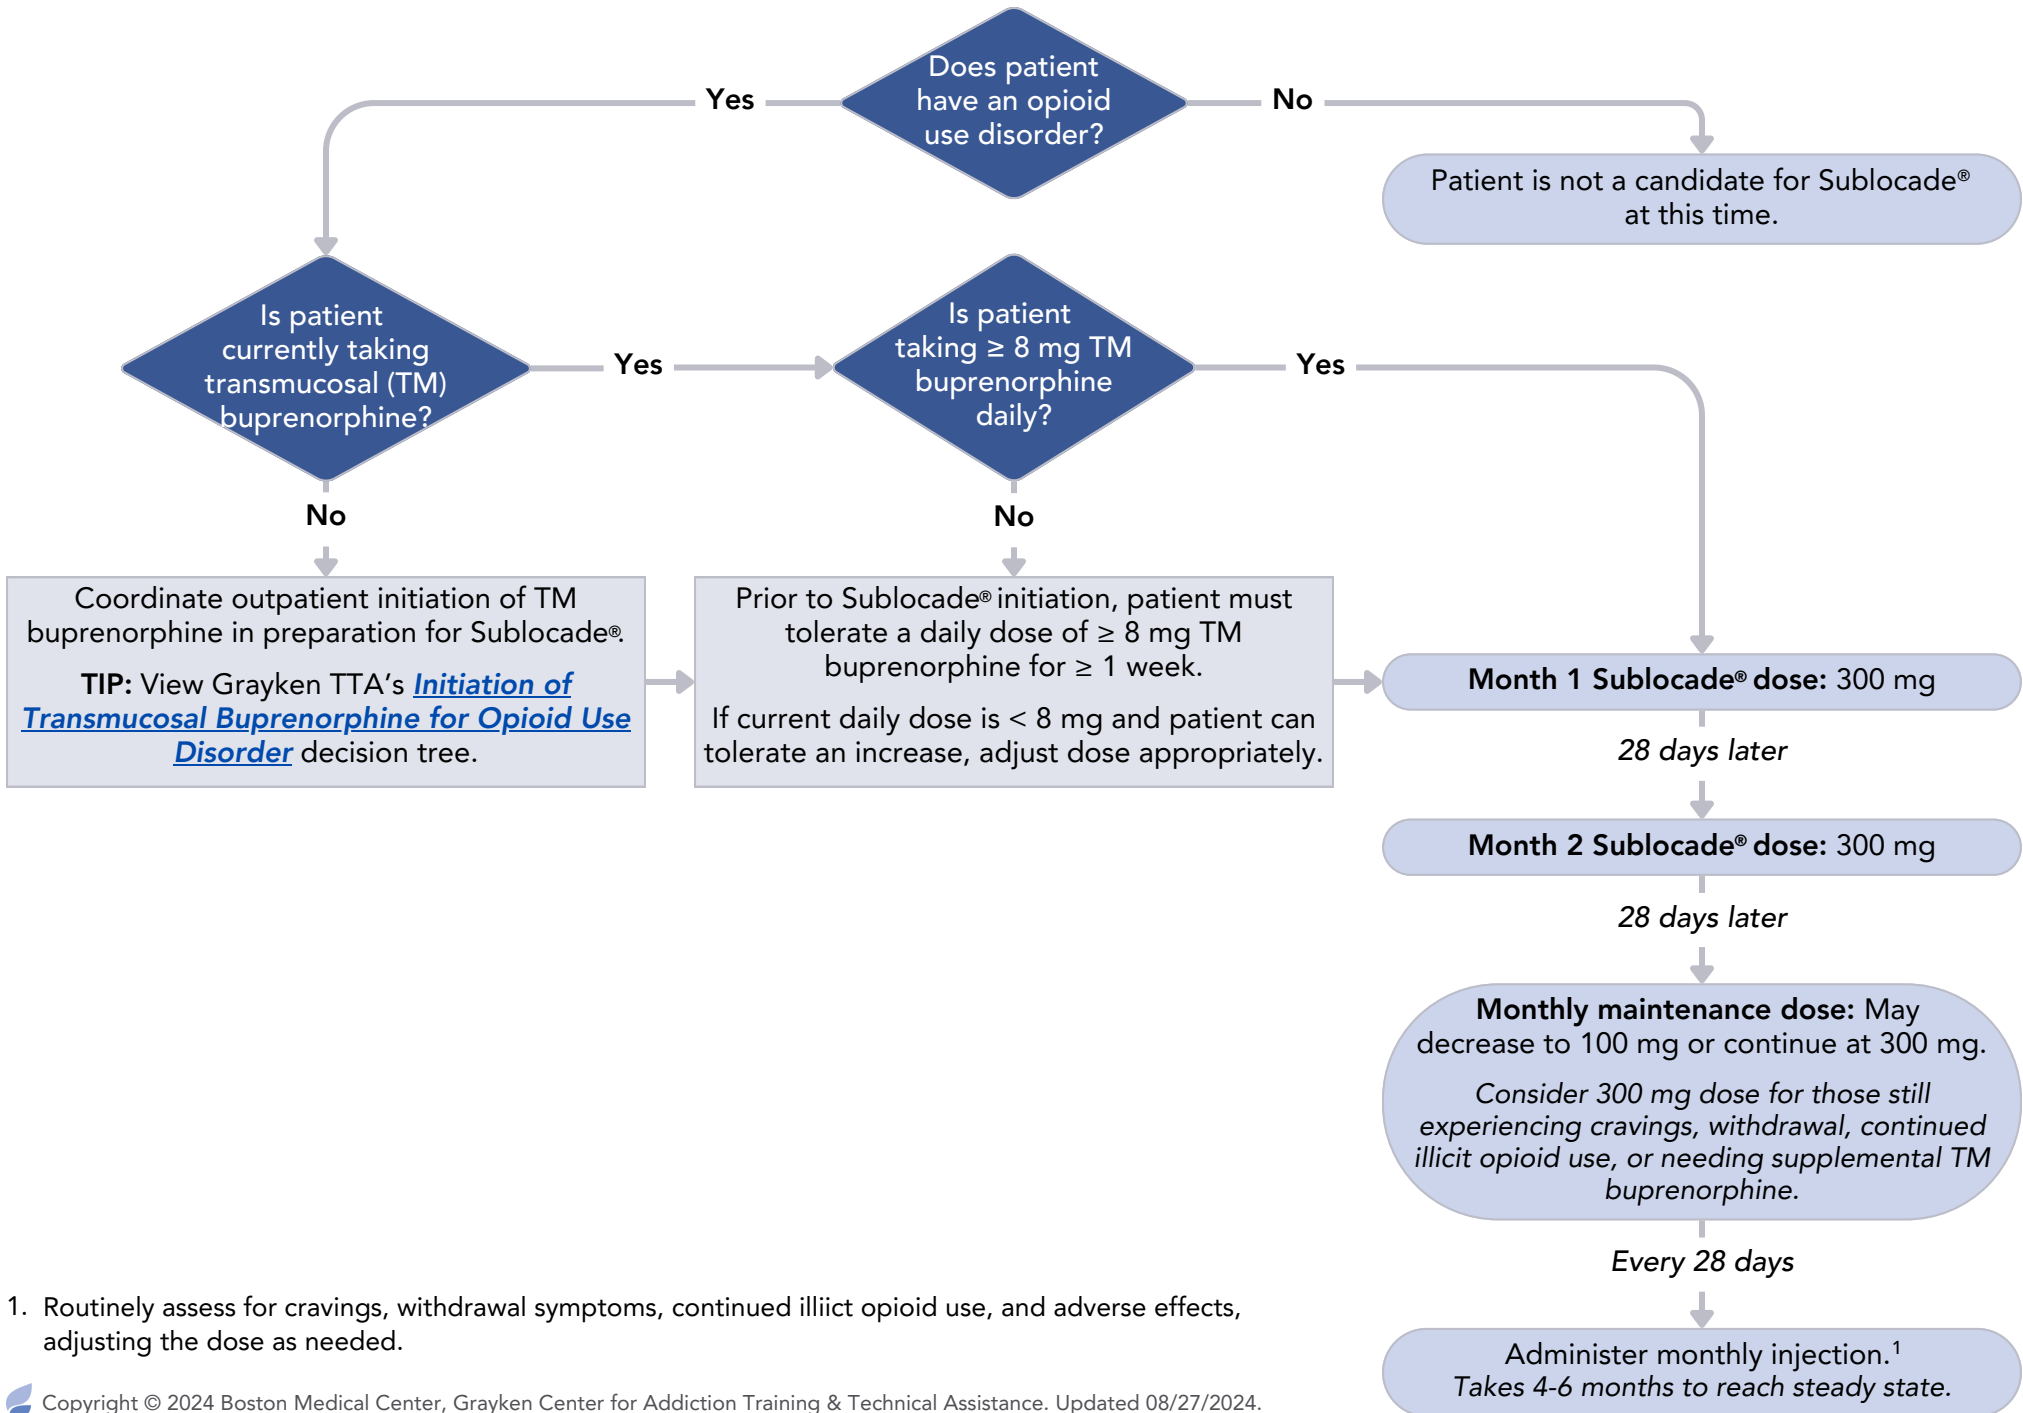 Does patient
have an opioid
use disorder?
Yes
No
Patient is not a candidate for Sublocade®
at this time.
Is patient
currently taking
transmucosal (TM)
buprenorphine?
Yes
Is patient
taking ≥ 8 mg TM
buprenorphine
daily?
Yes
No
No
Coordinate outpatient initiation of TM
buprenorphine in preparation for Sublocade®.
TIP: View Grayken TTA’s Initiation of
Transmucosal Buprenorphine for Opioid Use
Disorder decision tree.
Prior to Sublocade® initiation, patient must
tolerate a daily dose of ≥ 8 mg TM
buprenorphine for ≥ 1 week.
If current daily dose is < 8 mg and patient can
tolerate an increase, adjust dose appropriately.
Month 1 Sublocade® dose: 300 mg
28 days later
Month 2 Sublocade® dose: 300 mg
28 days later
Monthly maintenance dose: May
decrease to 100 mg or continue at 300 mg.
Consider 300 mg dose for those still
experiencing cravings, withdrawal, continued
illicit opioid use, or needing supplemental TM
buprenorphine.
Every 28 days
Administer monthly injection.¹
Takes 4-6 months to reach steady state.
1. Routinely assess for cravings, withdrawal symptoms, continued illiict opioid use, and adverse effects,
adjusting the dose as needed.
Copyright © 2024 Boston Medical Center, Grayken Center for Addiction Training & Technical Assistance. Updated 08/27/2024.